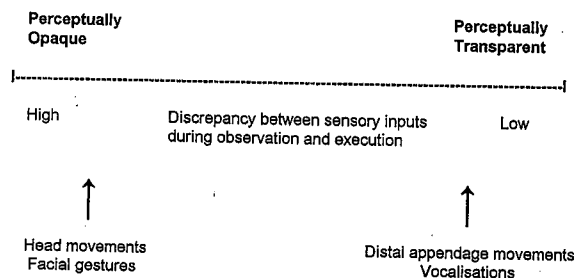 Perceptually
Opaque
Perceptually
Transparent
High
Discrepancy between sensory inputs
during observation and execution
Low
Head movements
Facial gestures
Distal appendage movements
Vocalisations